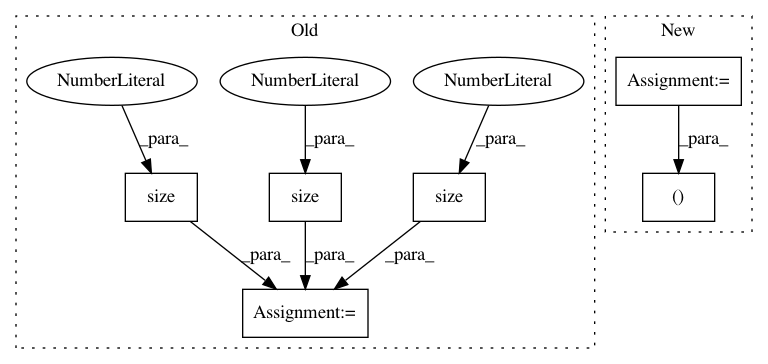 Old
New
NumberLiteral
NumberLiteral
NumberLiteral
Assignment:=
_para_
_para_
_para_
_para_
size
size
size
()
_para_
_para_
_para_
Assignment:=